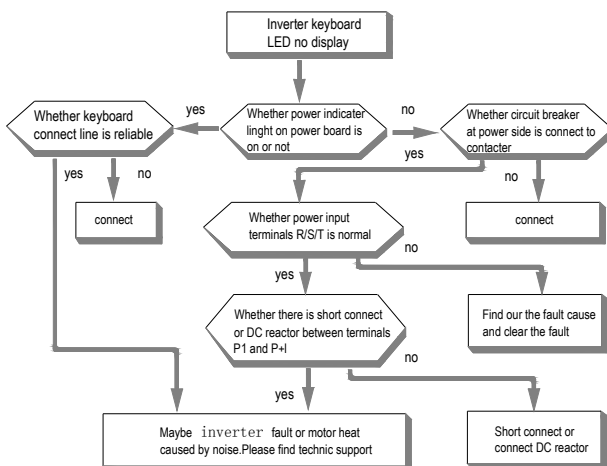 Inverter keyboard
LED no display
Whether keyboard
connect line is reliable
yes
Whether power indicater
linght on power board is
on or not
no
Whether circuit breaker
at power side is connect to
contacter
yes
yes
no
no
connect
Whether power input
terminals R/S/T is normal
connect
yes
no
Whether there is short connect
or DC reactor between terminals
P1 and P+I
Find our the fault cause
and clear the fault
no
yes
Maybe inverter fault or motor heat
caused by noise.Please find technic support
Short connect or
connect DC reactor